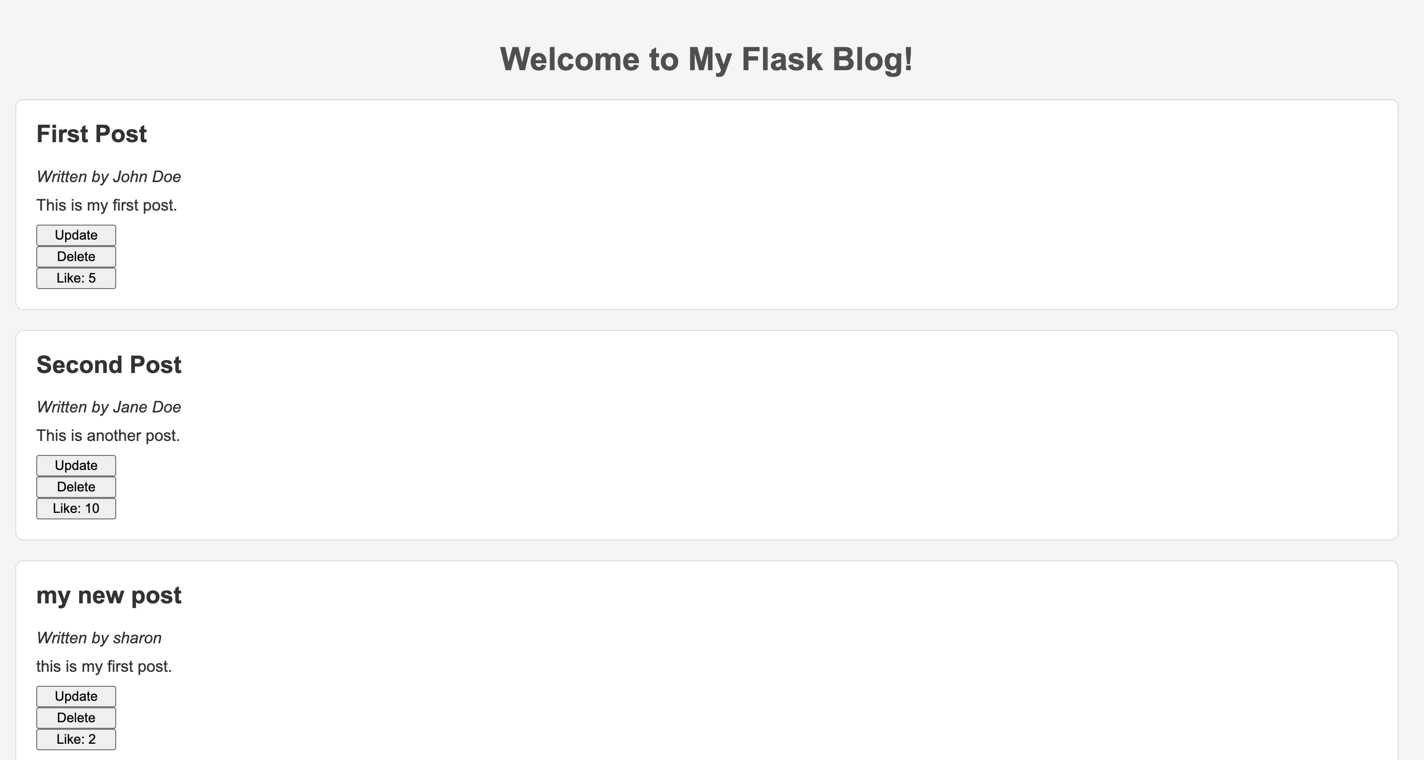 Welcome to My Flask Blog!
First Post
Written by John Doe
This is my first post.
Update
Delete
Like: 5
Second Post
Written by Jane Doe
This is another post.
Update
Delete
Like: 10
my new post
Written by sharon
this is my first post.
Update
Delete
Like: 2